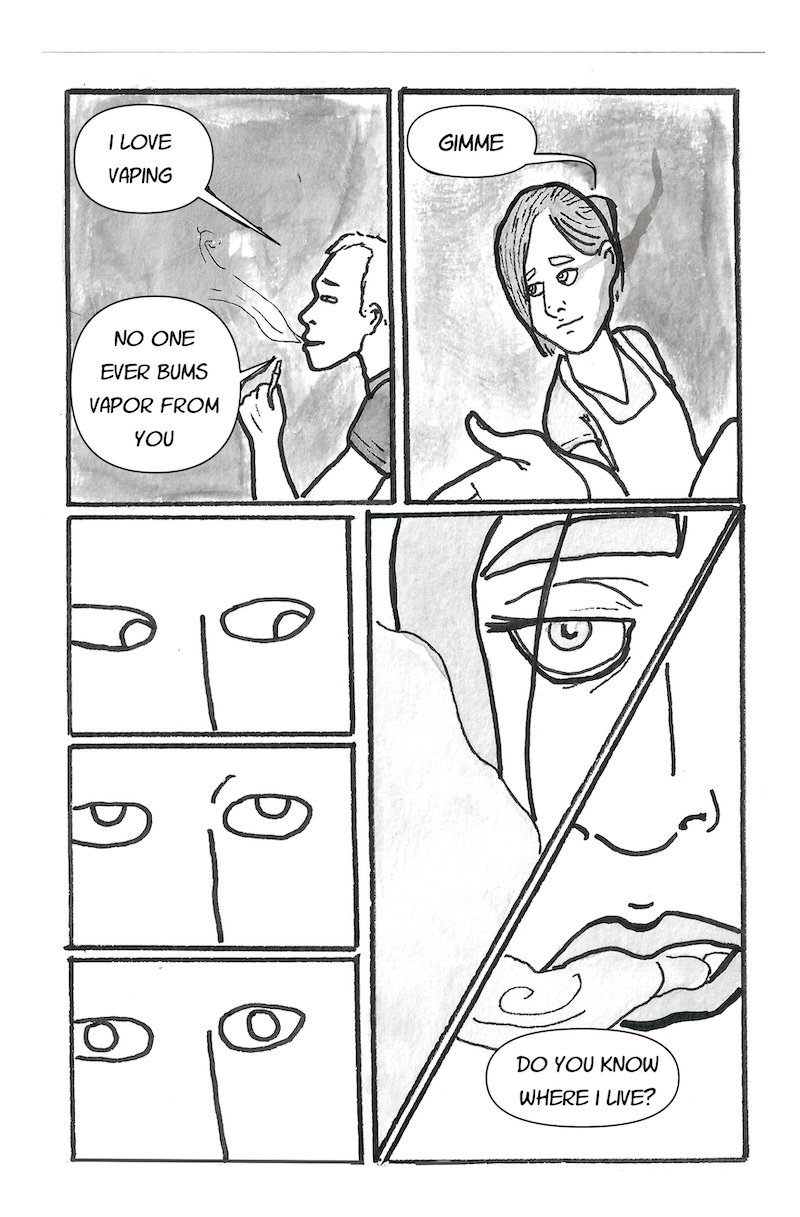 I LOVE
VAPING
NO ONE
EVER BUMS
VAPOR FROM
YOU
GIMME
DO YOU KNOW
WHERE I LIVE?